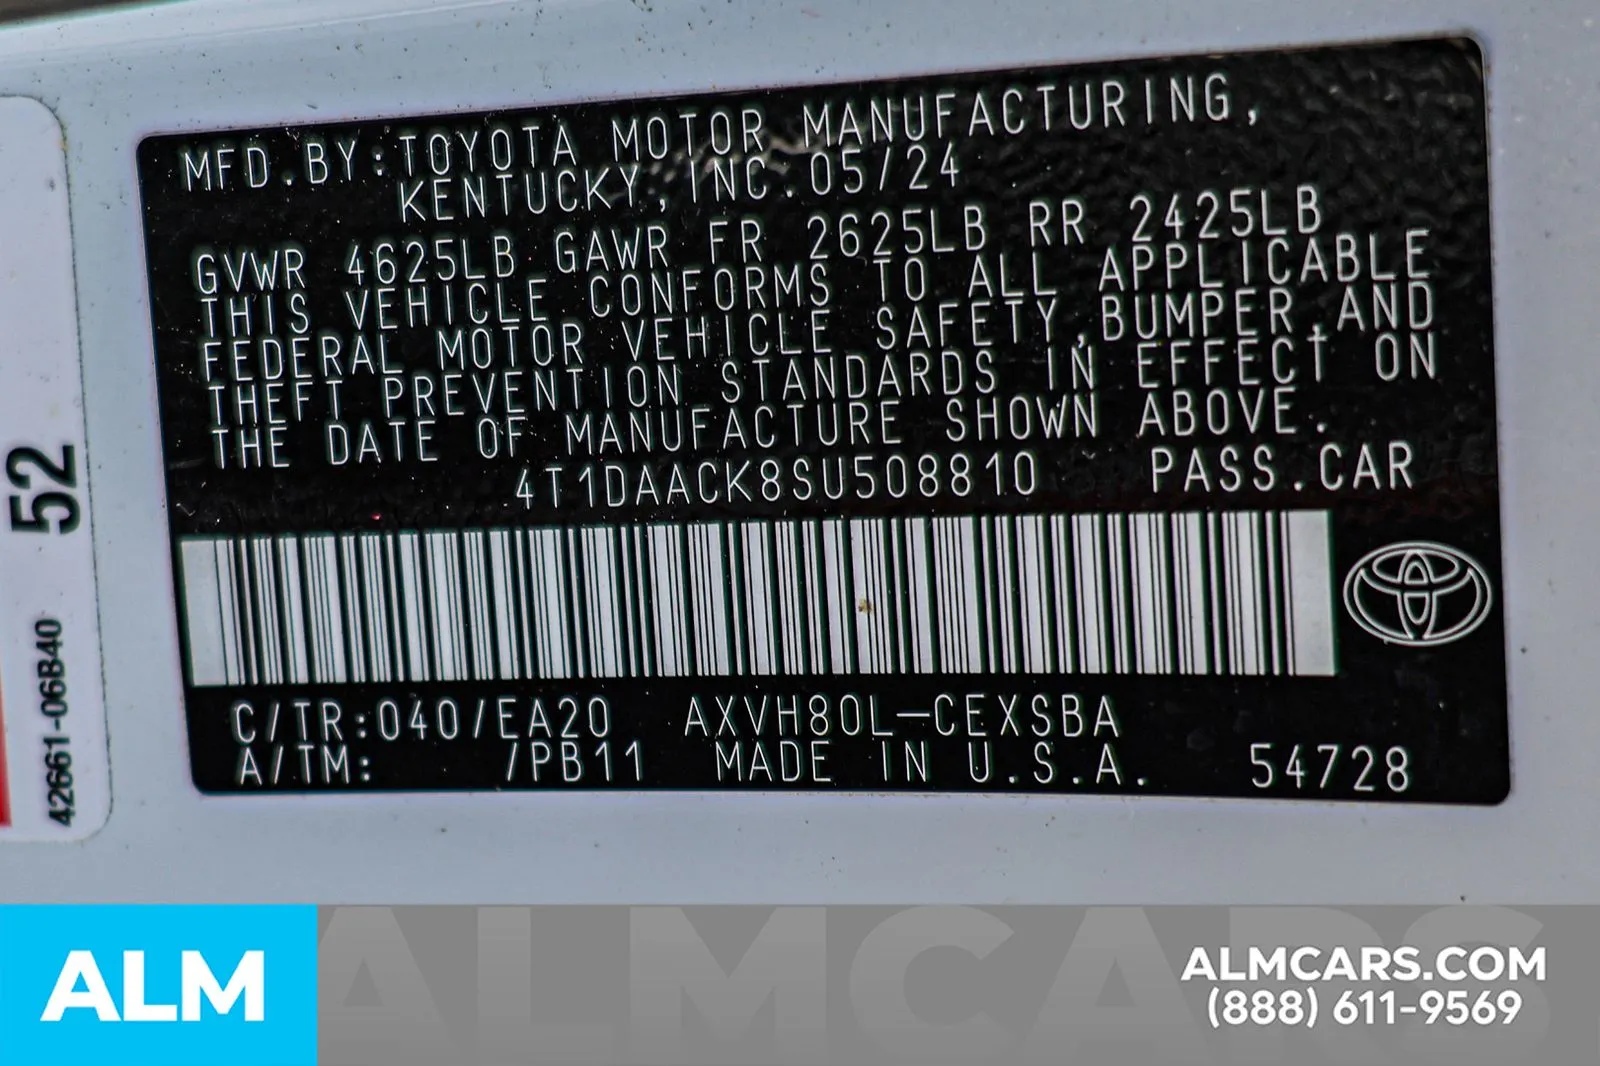 MFD.BY:TOYOTA MOTOR MANUFACTURING,
KENTUCKY,INC.05/24
GVWR 4625LB GAWR FR 2625LB RR 2425LB
THIS VEHICLE CONFORMS TO ALL APPLICABLE
FEDERAL MOTOR VEHICLE SAFETY,BUMPER,AND
THEFT PREVENTION STANDARDS IN EFFECT ON
THE DATE OF MANUFACTURE SHOWN ABOVE.
4T1DAACK8SU508810 PASS.CAR
C/TR:040/EA20 AXVH80L-CEXSBA
A/TM: /PB11 MADE IN U.S.A. 54728
52
42661-06B40
ALM
ALMCARS
ALMCARS.COM
(888) 611-9569